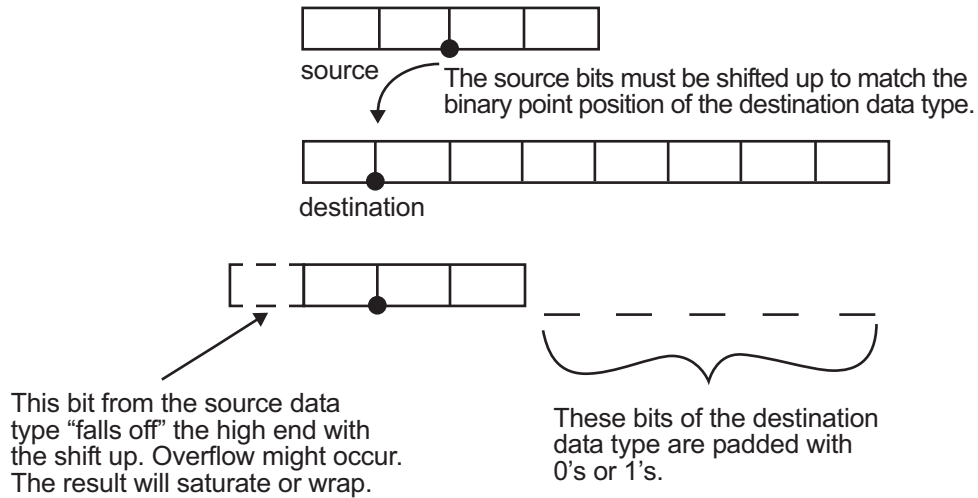 source
The source bits must be shifted up to match the
binary point position of the destination data type.
destination
This bit from the source data
type “falls off” the high end with
the shift up. Overflow might occur.
The result will saturate or wrap.
These bits of the destination
data type are padded with
0's or 1's.